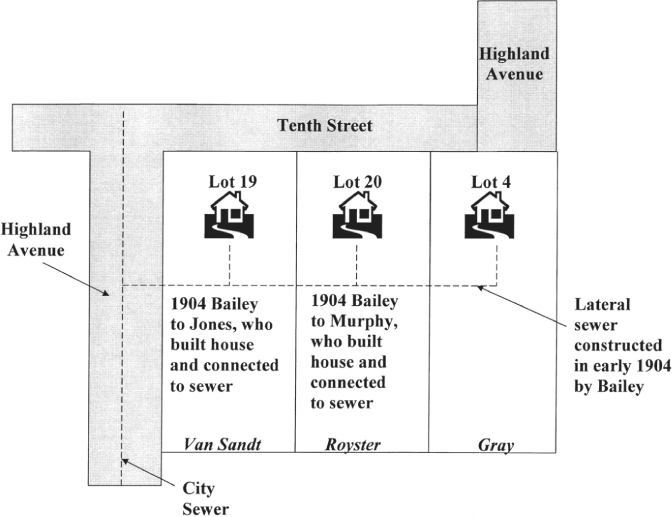 Highland
Avenue
Tenth Street
Lot 19
Lot 20
Lot 4
Highland
Avenue
1904 Bailey
to Jones, who
built house
and connected
to sewer
1904 Bailey
to Murphy,
who built
house and
connected
to sewer
Lateral
sewer
constructed
in early 1904
by Bailey
Van Sandt
Royster
Gray
City
Sewer